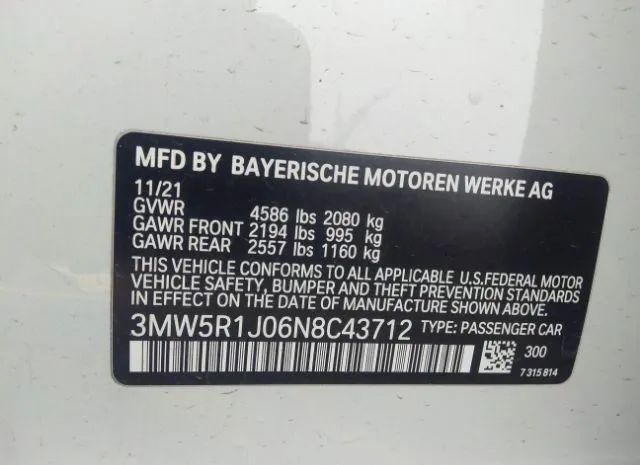 MFD BY BAYERISCHE MOTOREN WERKE AG
11/21
GVWR 4586 lbs 2080 kg
GAWR FRONT 2194 lbs 995 kg
GAWR REAR 2557 lbs 1160 kg
THIS VEHICLE CONFORMS TO ALL APPLICABLE U.S.FEDERAL MOTOR
VEHICLE SAFETY, BUMPER AND THEFT PREVENTION STANDARDS
IN EFFECT ON THE DATE OF MANUFACTURE SHOWN ABOVE.
3MW5R1J06N8C43712 TYPE: PASSENGER CAR
300
7 315 814